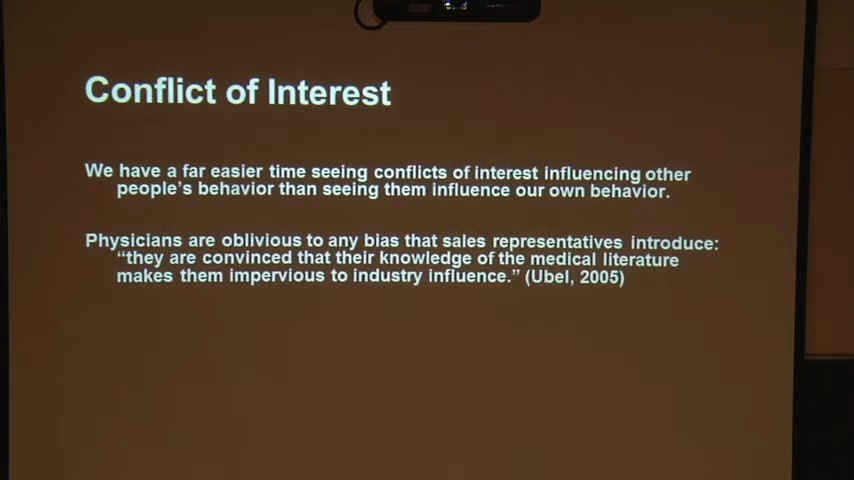 Conflict of Interest
We have a far easier time seeing conflicts of interest influencing other
people's behavior than seeing them influence our own behavior.
Physicians are oblivious to any bias that sales representatives introduce:
“they are convinced that their knowledge of the medical literature
makes them impervious to industry influence.” (Ubel, 2005)